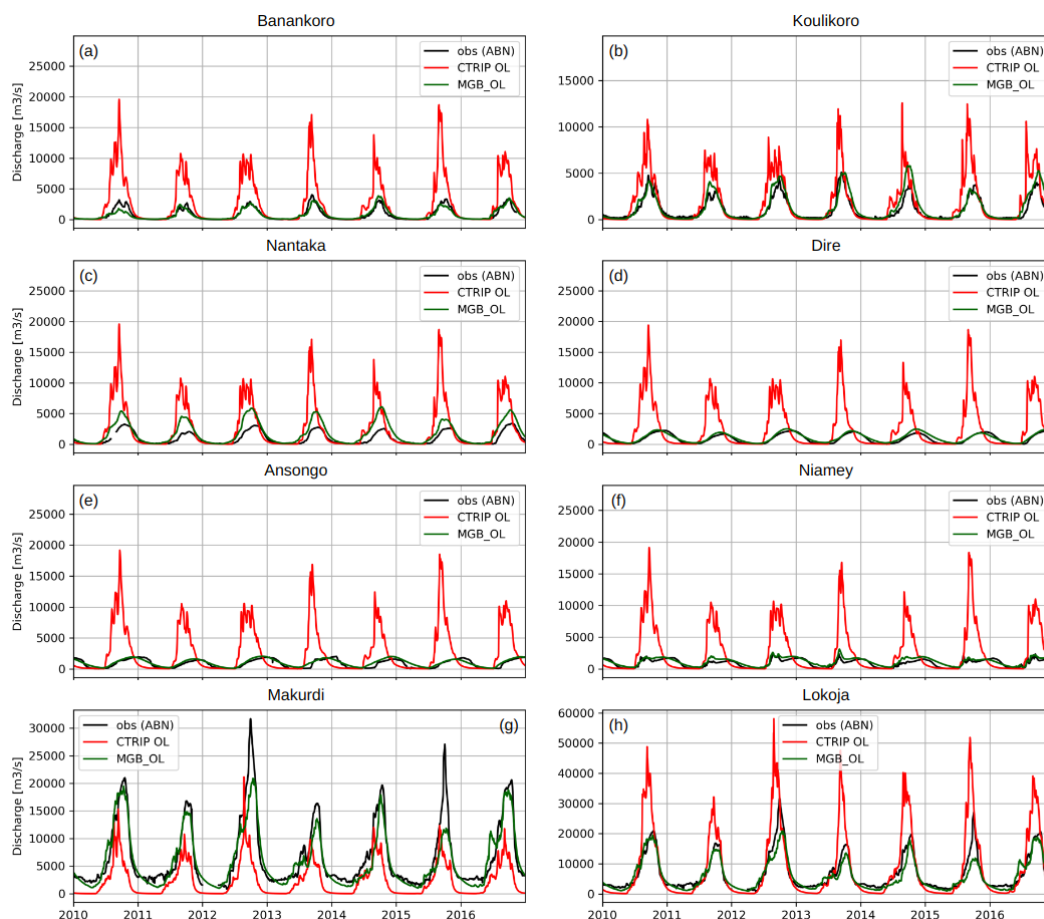 Banankoro
Koulikoro
(a)
obs (ABN)
CTRIP OL
MGB_OL
25000
20000
15000
10000
5000
0
Discharge [m3/s]
(b)
obs (ABN)
CTRIP OL
MGB_OL
15000
10000
5000
0
Nantaka
Dire
(c)
obs (ABN)
CTRIP OL
MGB_OL
25000
20000
15000
10000
5000
0
Discharge [m3/s]
(d)
obs (ABN)
CTRIP OL
MGB_OL
25000
20000
15000
10000
5000
0
Ansongo
Niamey
(e)
obs (ABN)
CTRIP OL
MGB_OL
25000
20000
15000
10000
5000
0
Discharge [m3/s]
(f)
obs (ABN)
CTRIP OL
MGB_OL
25000
20000
15000
10000
5000
0
Makurdi
Lokoja
obs (ABN)
CTRIP OL
MGB_OL
(g)
30000
25000
20000
15000
10000
5000
0
Discharge [m3/s]
2010 2011 2012 2013 2014 2015 2016
obs (ABN)
CTRIP OL
MGB_OL
(h)
60000
50000
40000
30000
20000
10000
0
2010 2011 2012 2013 2014 2015 2016